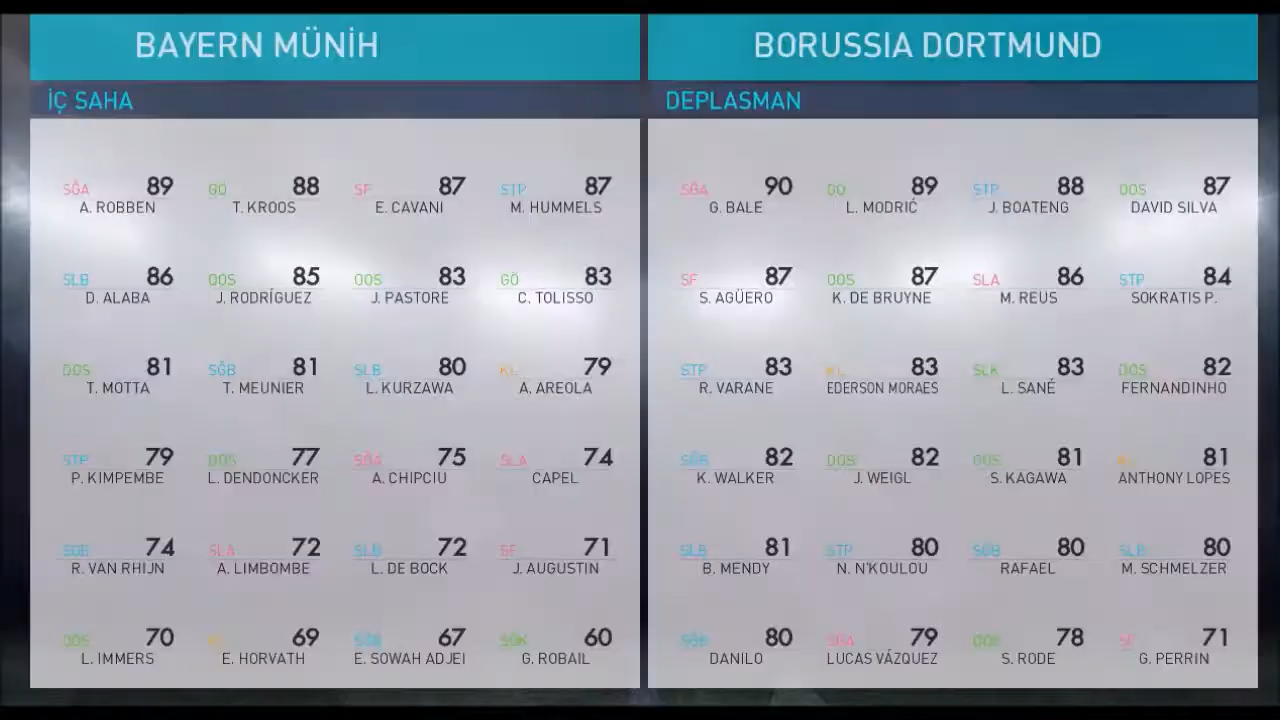 BAYERN MÜNİH
İÇ SAHA
SĞA 89 GÖ 88 SF 87 STP 87
A. ROBBEN T. KROOS E. CAVANI M. HUMMELS
SLB 86 DOS 85 OOS 83 GÖ 83
D. ALABA J. RODRÍGUEZ J. PASTORE C. TOLISSO
DOS 81 SĞB 81 SLB 80 KL 79
T. MOTTA T. MEUNIER L. KURZAWA A. AREOLA
STP 79 DOS 77 SĞA 75 SLA 74
P. KIMPEMBE L. DENDONCKER A. CHIPCIU CAPEL
SĞB 74 SLA 72 SLB 72 SF 71
R. VAN RHIJN A. LIMBOMBE L. DE BOCK J. AUGUSTIN
DOS 70 69 67 SĞK 60
L. IMMERS E. HORVATH E. SOWAH ADJEI G. ROBAIL
BORUSSIA DORTMUND
DEPLASMAN
SĞA 90 GÖ 89 STP 88 OOS 87
G. BALE L. MODRIĆ J. BOATENG DAVID SILVA
SF 87 OOS 87 SLA 86 STP 84
S. AGÜERO K. DE BRUYNE M. REUS SOKRATIS P.
STP 83 KL 83 SLK 83 DOS 82
R. VARANE EDERSON MORAES L. SANÉ FERNANDINHO
SĞB 82 DOS 82 OOS 81 81
K. WALKER J. WEIGL S. KAGAWA ANTHONY LOPES
SLB 81 STP 80 SĞB 80 SLB 80
B. MENDY N. N'KOULOU RAFAEL M. SCHMELZER
SĞB 80 SĞA 79 DOS 78 SF 71
DANILO LUCAS VÁZQUEZ S. RODE G. PERRIN